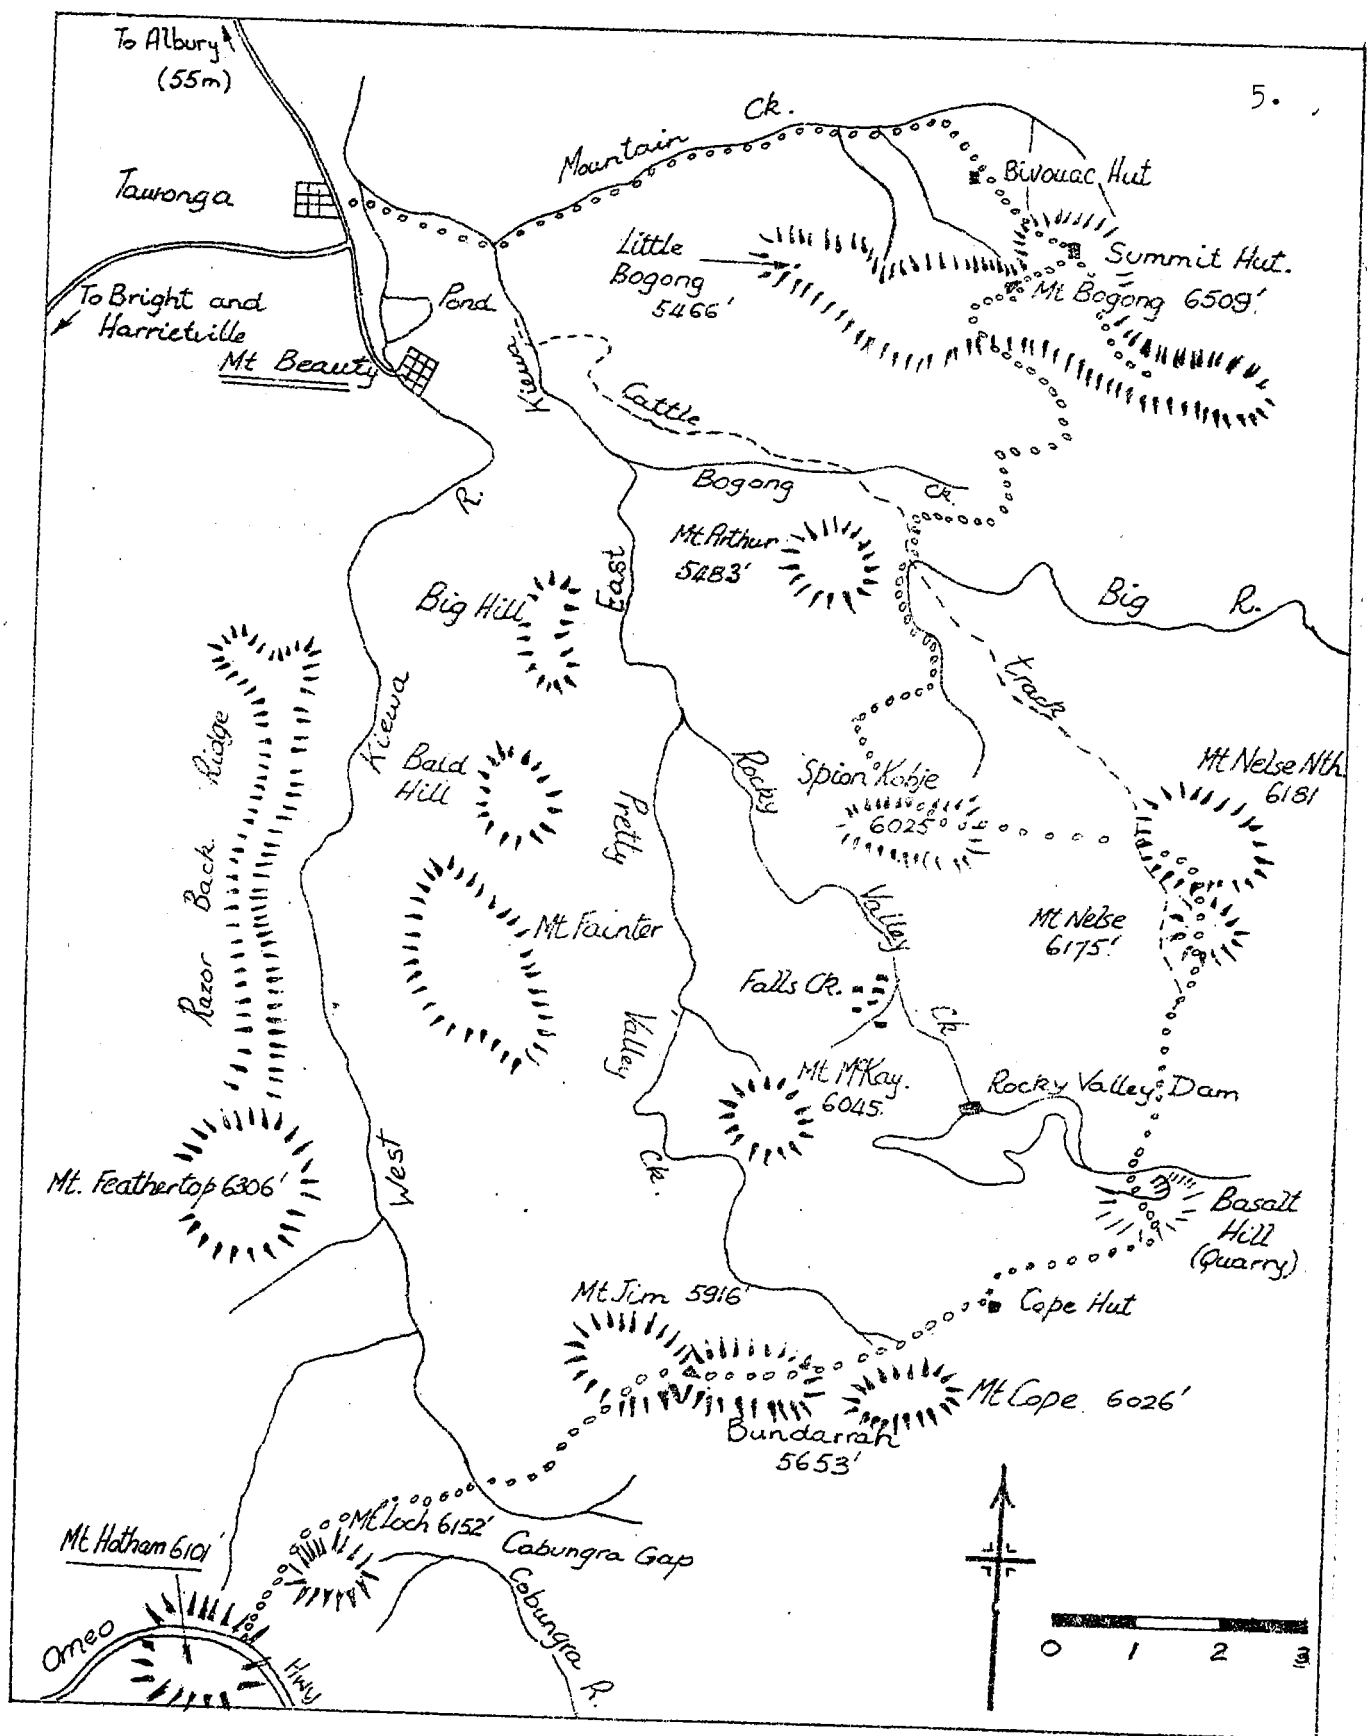 To Albury
(55m)
5.
Mountain Ck.
Tawonga
Bivouac Hut
Little
Bogong
5466'
Summit Hut.
Mt Bogong 6509'
To Bright and
Harrietville
Pond
Mt Beauty
Kiewa
Cattle
Bogong Ck.
R.
Mt Arthur
5483'
East
Big Hill
Big R.
track
Ridge
Kiewa
Bald
Hill
Rocky
Spion Kobje
6025
Mt Nelse Nth.
6181
Pretty
Back
Razor
Mt Fainter
Valley
Mt Nelse
6175'
Falls Ck.
Ck
Valley
Mt McKay.
6045
Rocky Valley Dam
West
Ck.
Mt. Feathertop 6306'
Basalt
Hill
(Quarry)
Mt Jim 5916'
Cope Hut
Mt Cope 6026'
Bundarrah
5653'
Mt Loch 6152'
Cabungra Gap
Mt Hotham 6101'
Cobungra R.
Omeo Hwy
0 1 2 3